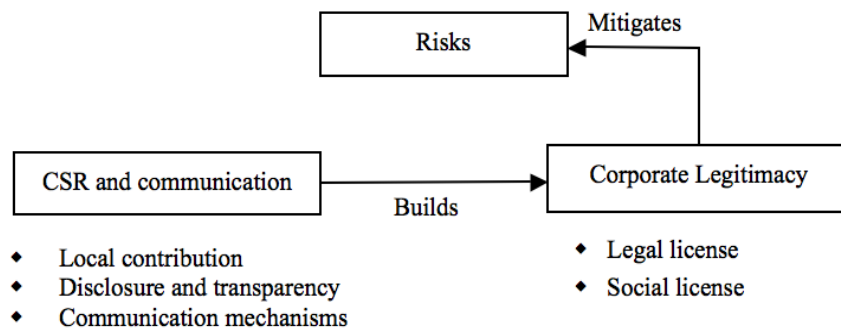 Mitigates
Risks
CSR and communication
Corporate Legitimacy
Builds
◆ Local contribution
◆ Disclosure and transparency
◆ Communication mechanisms
◆ Legal license
◆ Social license